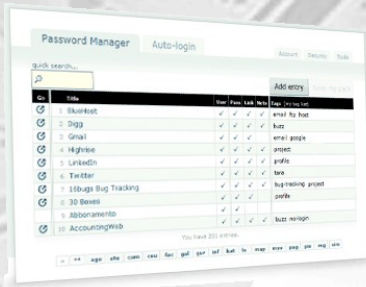 Password Manager Auto-login
Account Security Tools
quick search...
Add entry
Go Title User Pass Link Note Tags
1 BlueHost email ftp host
2 Digg buzz
3 Gmail email google
4 Highrise project
5 LinkedIn profile
6 Twitter tara
7 16bugs Bug Tracking bug-tracking project
8 30 Boxes profile
9 Abbonamento
10 AccountingWeb buzz no-login
You have 201 entries.